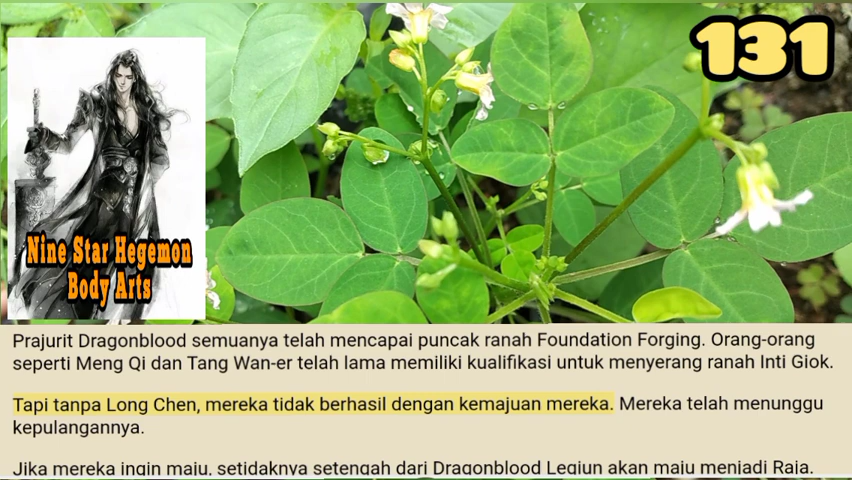 131
Nine Star Hegemon
Body Arts
Prajurit Dragonblood semuanya telah mencapai puncak ranah Foundation Forging. Orang-orang
seperti Meng Qi dan Tang Wan-er telah lama memiliki kualifikasi untuk menyerang ranah Inti Giok.
Tapi tanpa Long Chen, mereka tidak berhasil dengan kemajuan mereka. Mereka telah menunggu
kepulangannya.
Jika mereka ingin maju, setidaknya setengah dari Dragonblood Legiun akan maju menjadi Raja.